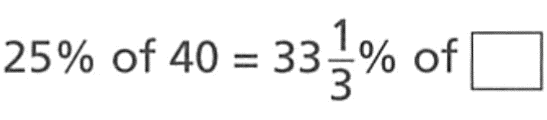 25% of 40 = 33 1/3% of